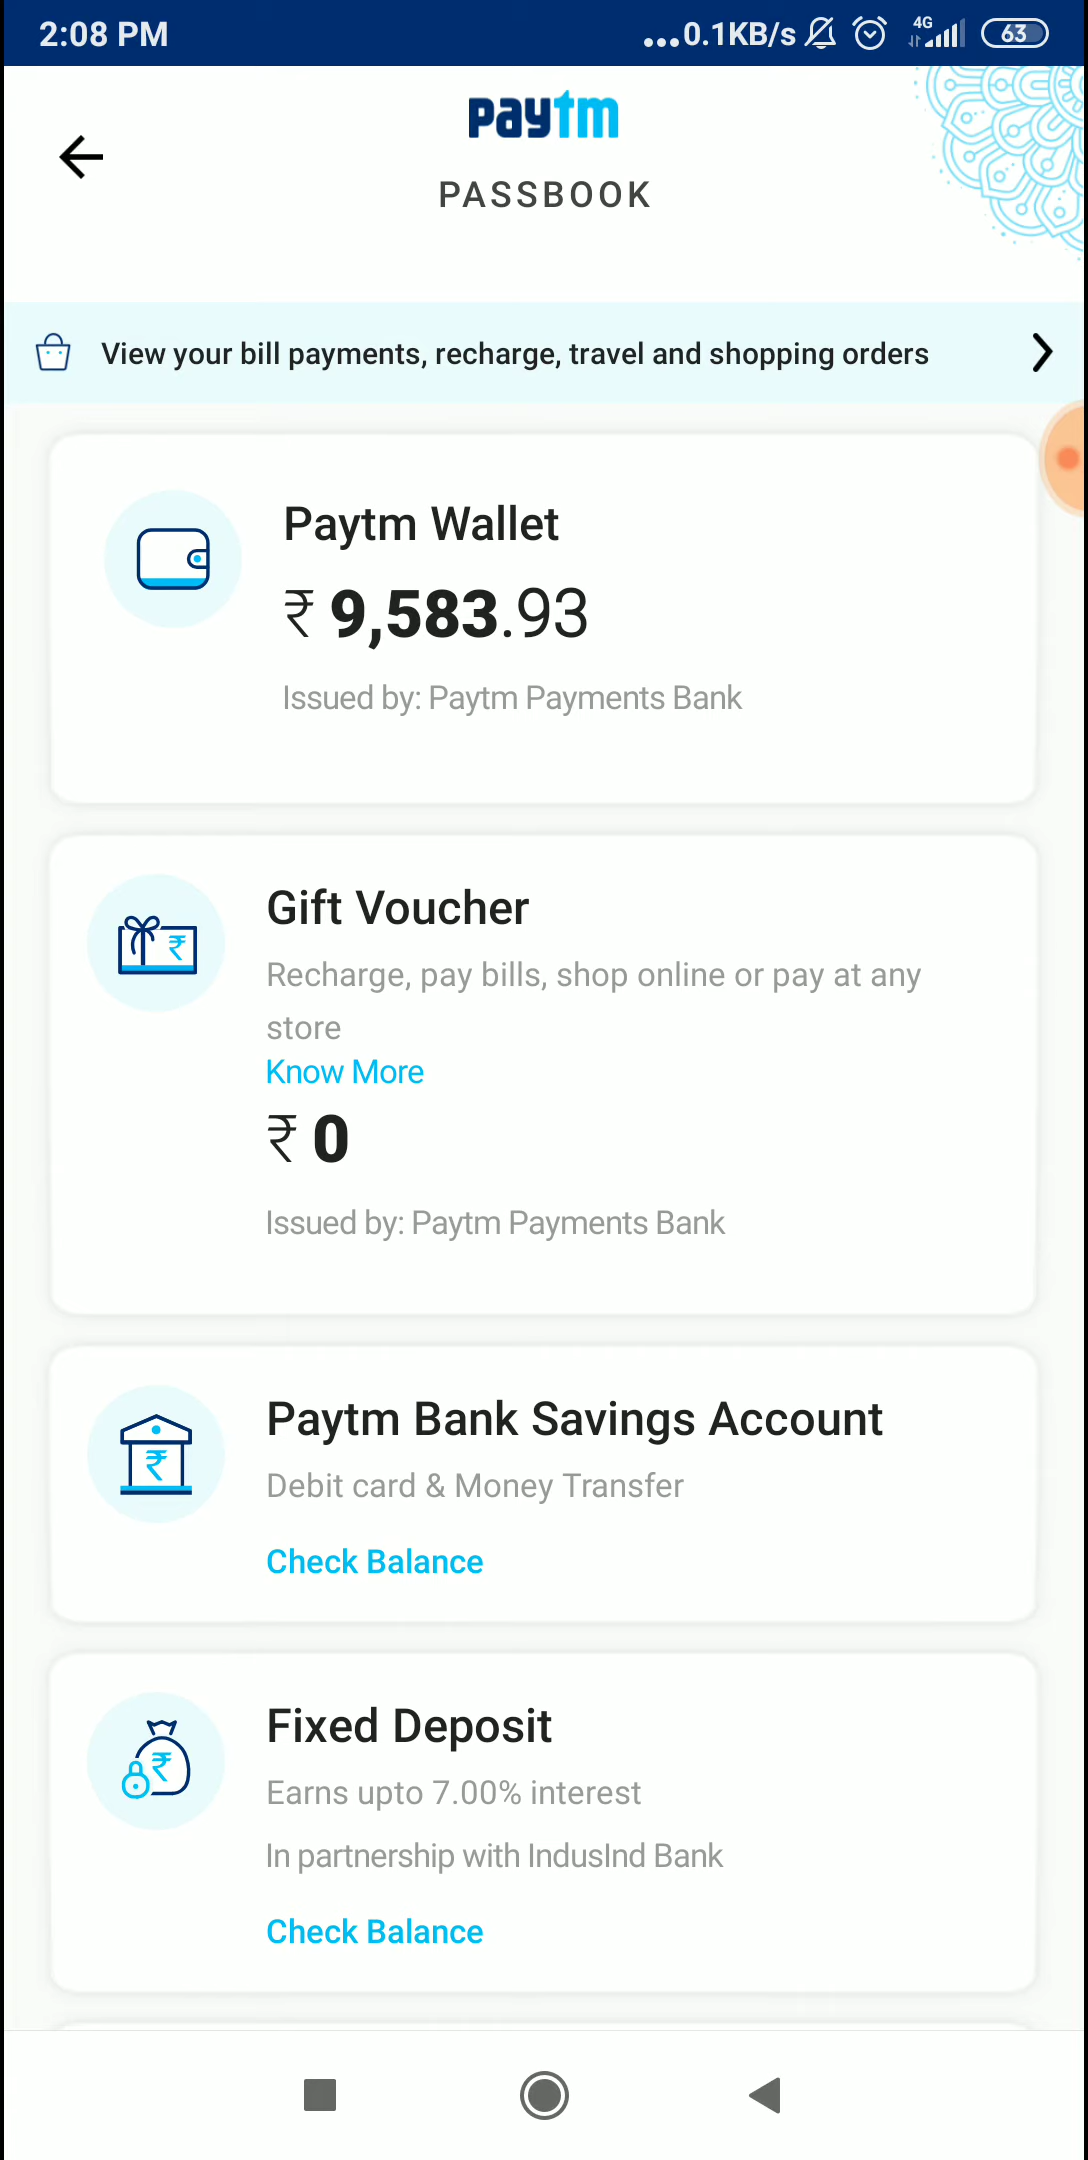 2:08 PM
...0.1KB/s 4G 63
paytm
PASSBOOK
View your bill payments, recharge, travel and shopping orders
Paytm Wallet
₹ 9,583.93
Issued by: Paytm Payments Bank
Gift Voucher
₹
Recharge, pay bills, shop online or pay at any
store
Know More
₹ 0
Issued by: Paytm Payments Bank
Paytm Bank Savings Account
₹
Debit card & Money Transfer
Check Balance
Fixed Deposit
₹
Earns upto 7.00% interest
In partnership with IndusInd Bank
Check Balance